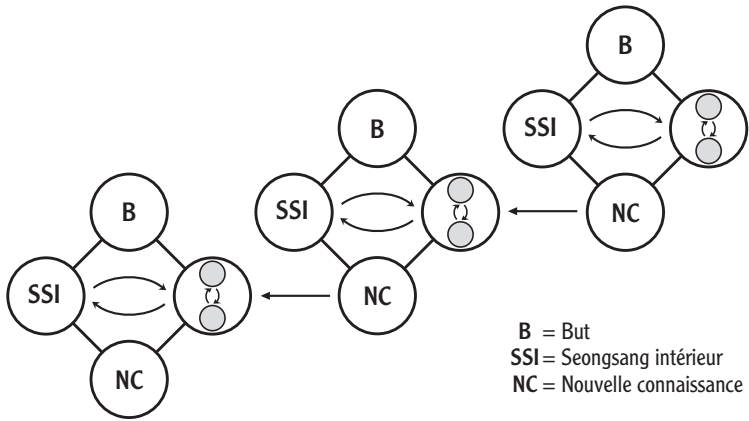 B
SSI
NC
B
SSI
NC
B
SSI
NC
B = But
SSI = Seongsang intérieur
NC = Nouvelle connaissance